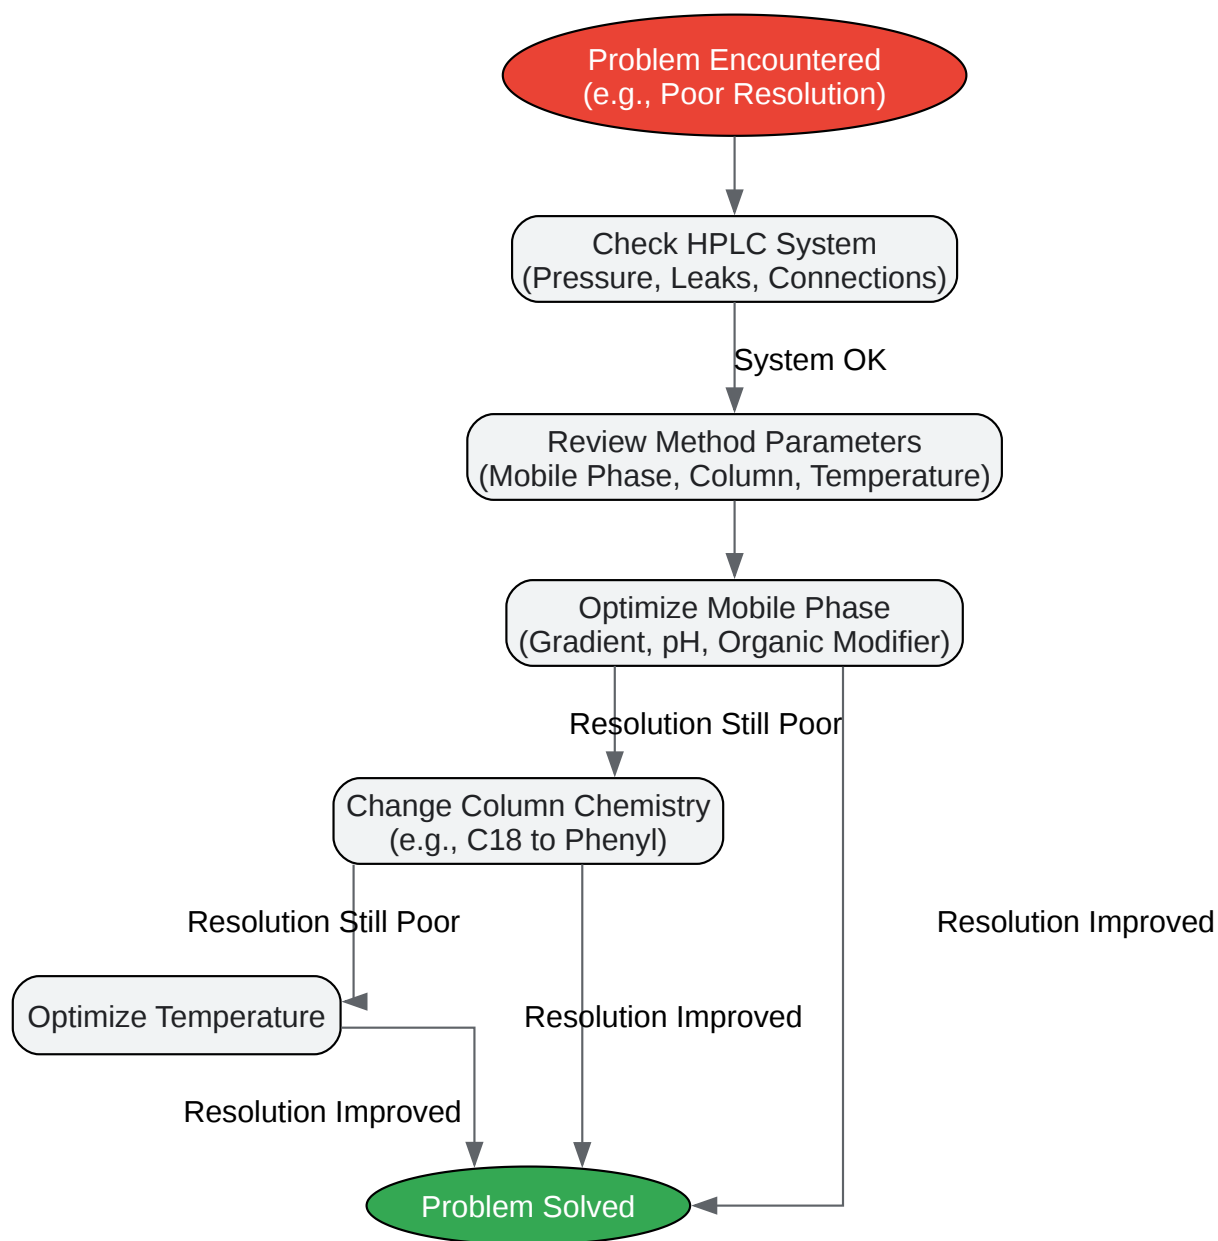 Problem Encountered
(e.g., Poor Resolution)
Check HPLC System
(Pressure, Leaks, Connections)
System OK
Review Method Parameters
(Mobile Phase, Column, Temperature)
Optimize Mobile Phase
(Gradient, pH, Organic Modifier)
Resolution Still Poor
Change Column Chemistry
(e.g., C18 to Phenyl)
Resolution Still Poor
Resolution Improved
Optimize Temperature
Resolution Improved
Resolution Improved
Problem Solved